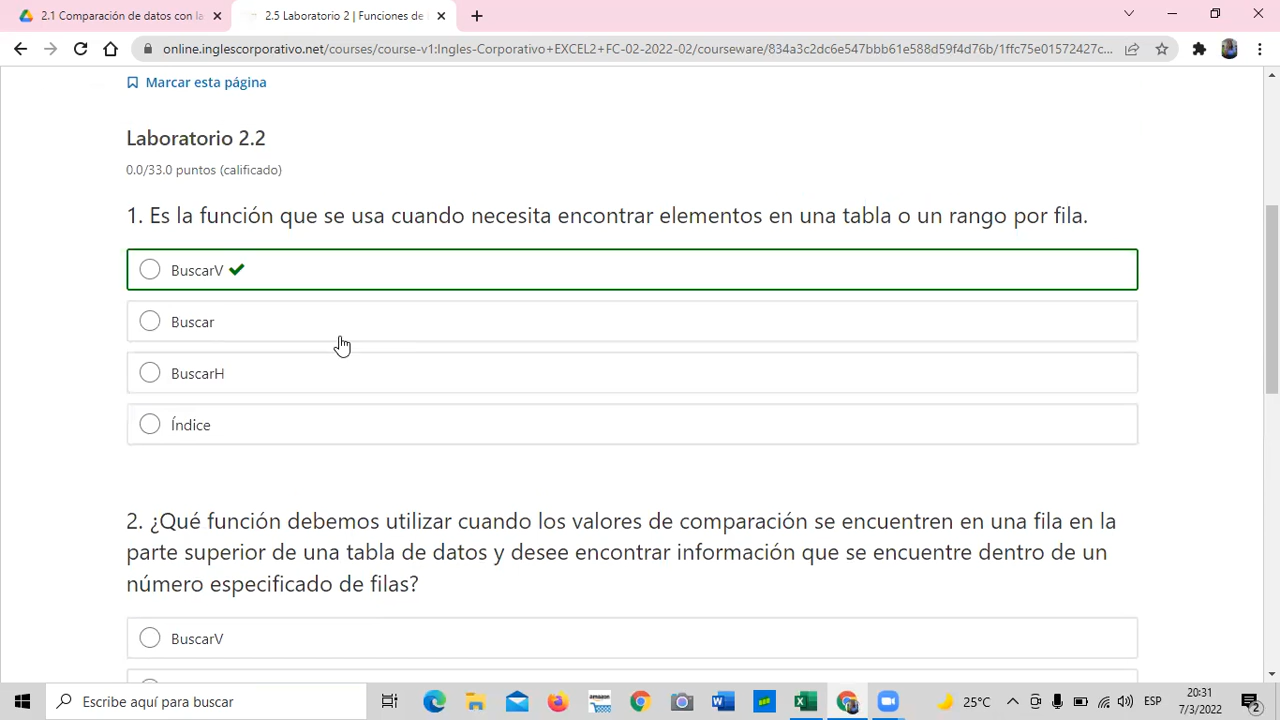 2.1 Comparación de datos con la
2.5 Laboratorio 2 | Funciones de
online.inglescorporativo.net/courses/course-v1:Ingles-Corporativo+EXCEL2+FC-02-2022-02/courseware/834a3c2dc6e547bbb61e588d59f4d76b/1ffc75e01572427c...
Marcar esta página
Laboratorio 2.2
0.0/33.0 puntos (calificado)
1. Es la función que se usa cuando necesita encontrar elementos en una tabla o un rango por fila.
BuscarV
Buscar
BuscarH
Índice
2. ¿Qué función debemos utilizar cuando los valores de comparación se encuentren en una fila en la
parte superior de una tabla de datos y desee encontrar información que se encuentre dentro de un
número especificado de filas?
BuscarV
Escribe aquí para buscar
amazon
25°C
ESP
20:31
7/3/2022
2